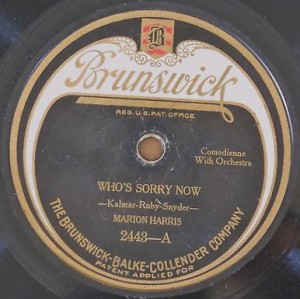 B
Brunswick
REG. U.S. PAT. OFFICE
Comedienne
With Orchestra
WHO'S SORRY NOW
—Kalmar-Ruby-Snyder—
MARION HARRIS
2443—A
THE BRUNSWICK-BALKE-COLLENDER COMPANY
PATENT APPLIED FOR